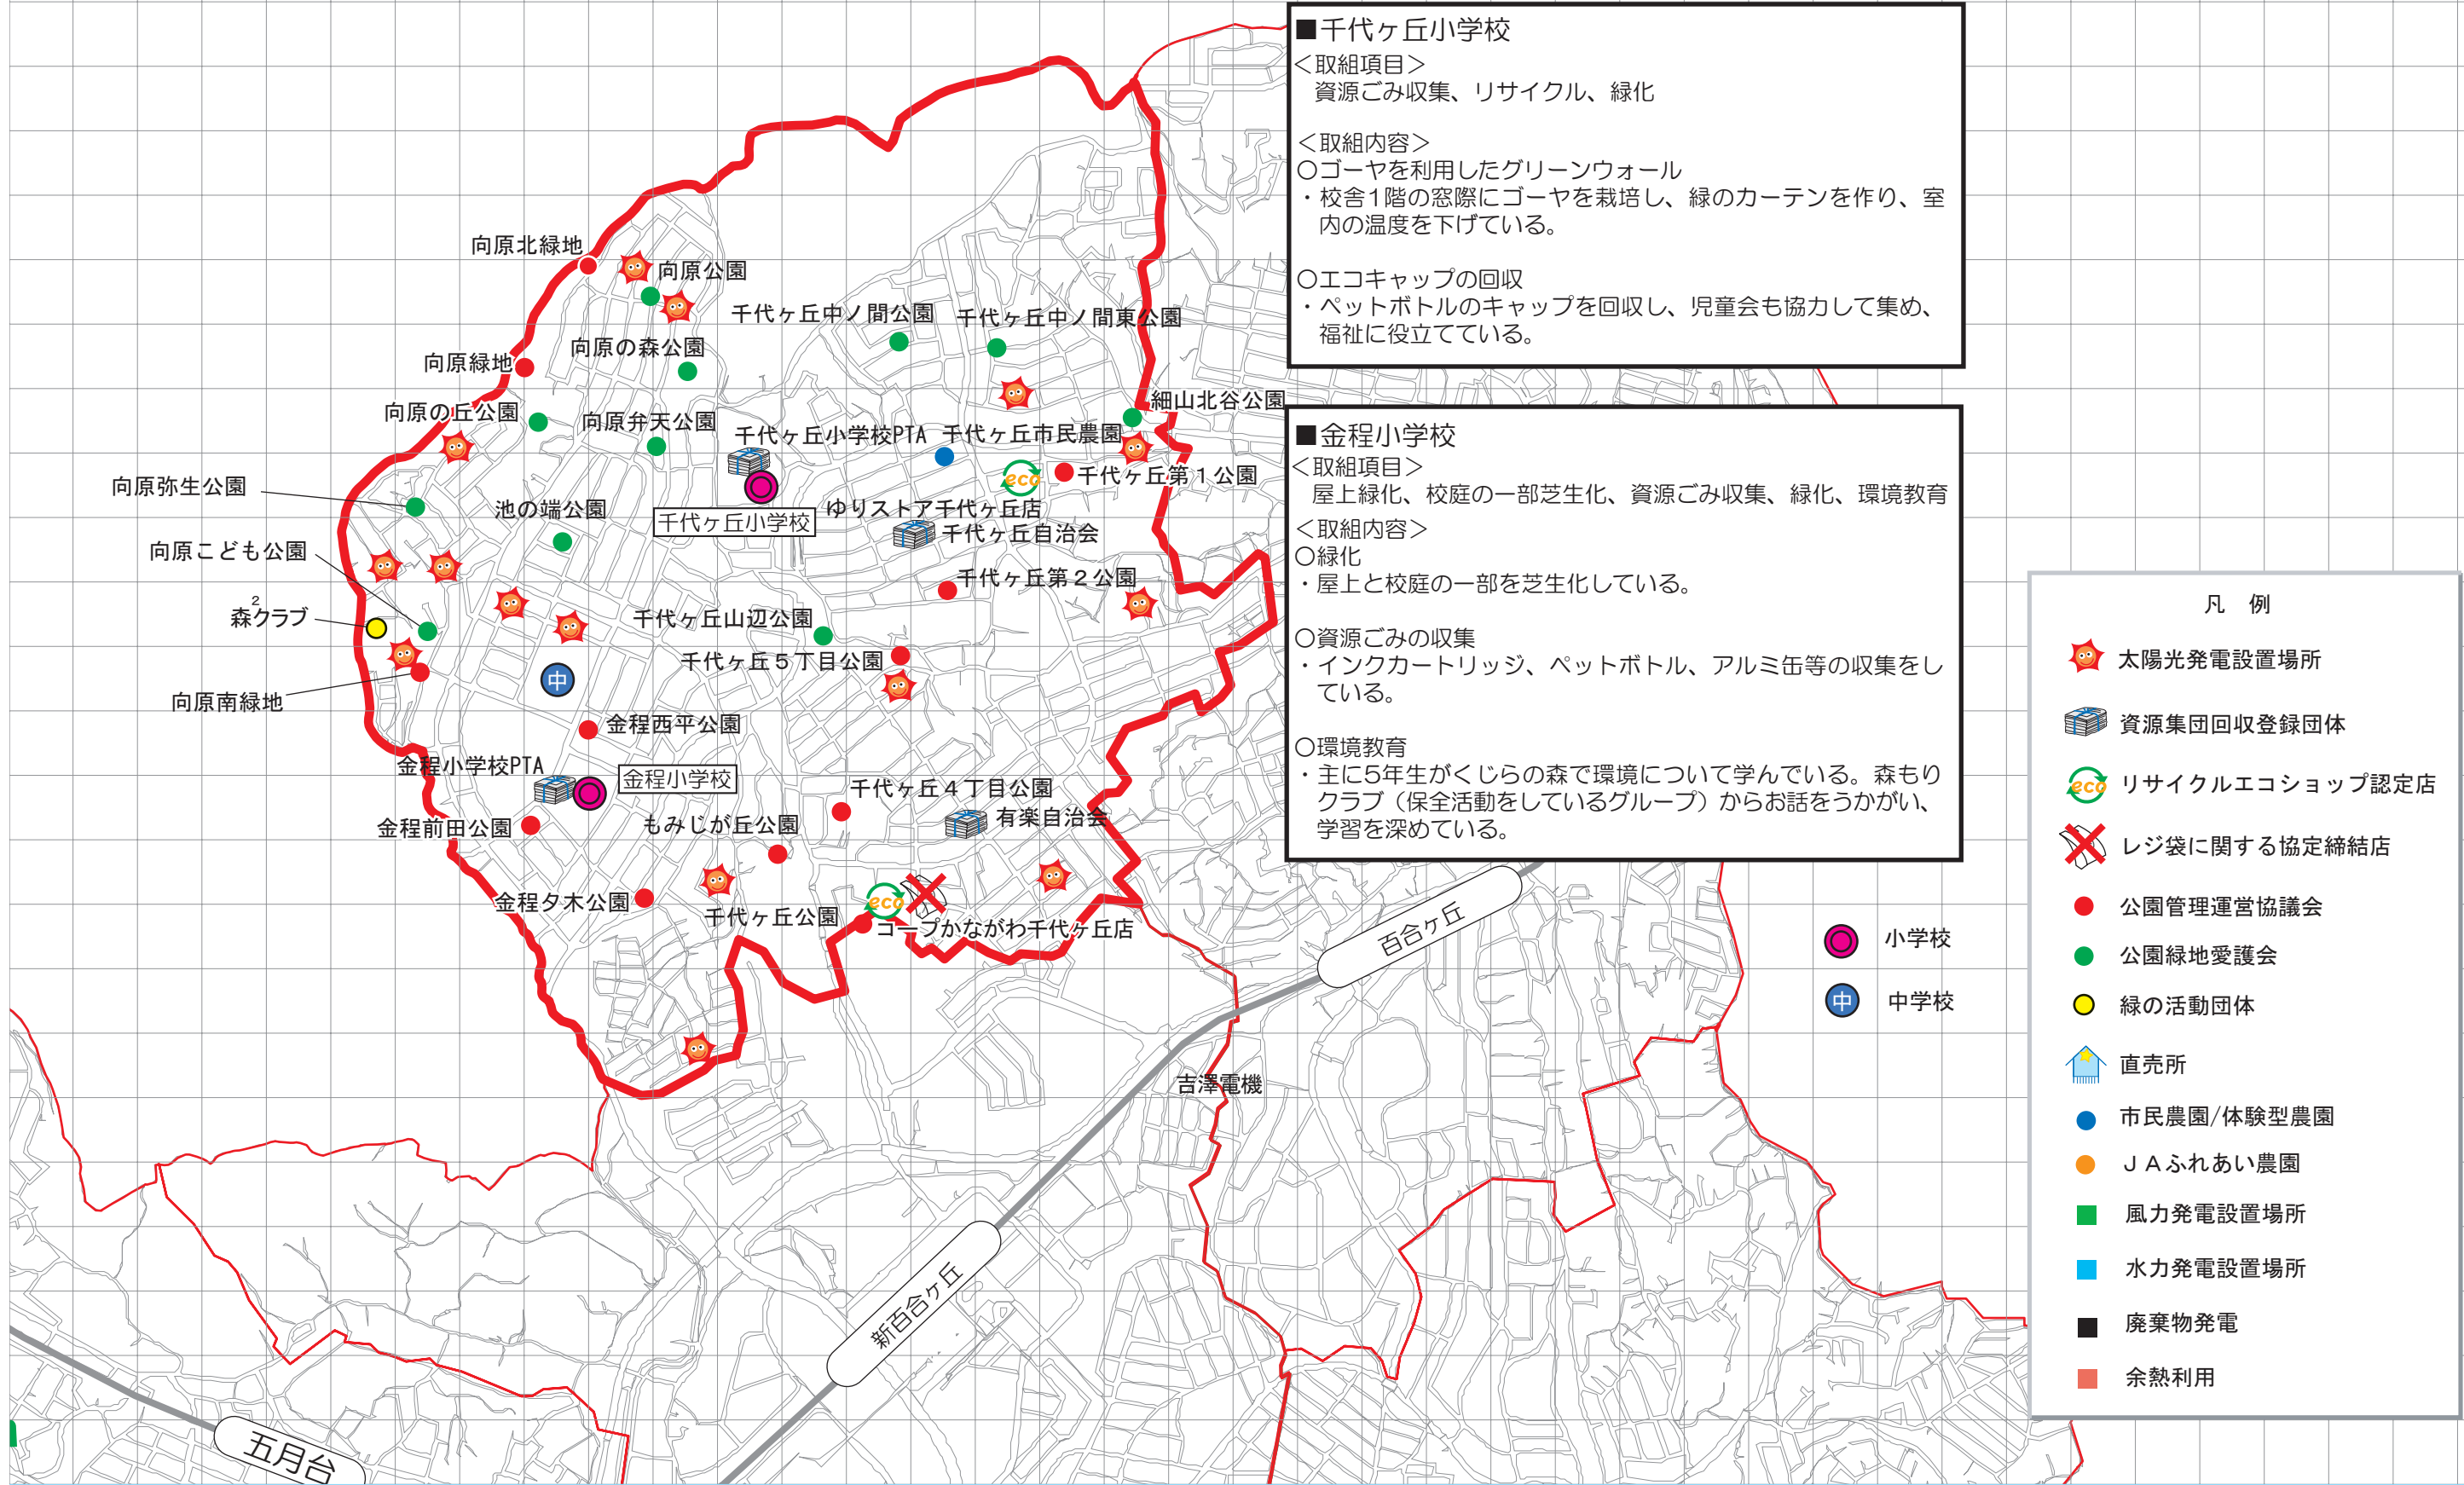 ■千代ヶ丘小学校
＜取組項目＞
資源ごみ収集、リサイクル、緑化
＜取組内容＞
○ゴーヤを利用したグリーンウォール
・校舎1階の窓際にゴーヤを栽培し、緑のカーテンを作り、室
内の温度を下げている。
○エコキャップの回収
・ペットボトルのキャップを回収し、児童会も協力して集め、
福祉に役立てている。
■金程小学校
＜取組項目＞
屋上緑化、校庭の一部芝生化、資源ごみ収集、緑化、環境教育
＜取組内容＞
○緑化
・屋上と校庭の一部を芝生化している。
○資源ごみの収集
・インクカートリッジ、ペットボトル、アルミ缶等の収集をし
ている。
○環境教育
・主に5年生がくじらの森で環境について学んでいる。森もり
クラブ（保全活動をしているグループ）からお話をうかがい、
学習を深めている。
向原北緑地
向原公園
千代ヶ丘中ノ間公園
千代ヶ丘中ノ間東公園
向原の森公園
向原緑地
細山北谷公園
向原の丘公園
向原弁天公園
千代ヶ丘小学校PTA
千代ヶ丘市民農園
eco
千代ヶ丘第１公園
向原弥生公園
池の端公園
千代ヶ丘小学校
ゆりストア千代ヶ丘店
千代ヶ丘自治会
向原こども公園
千代ヶ丘第２公園
森2クラブ
千代ヶ丘山辺公園
千代ヶ丘５丁目公園
中
向原南緑地
金程西平公園
金程小学校PTA
金程小学校
千代ヶ丘４丁目公園
有楽自治会
金程前田公園
もみじが丘公園
金程夕木公園
千代ヶ丘公園
eco
コープかながわ千代ヶ丘店
百合ヶ丘
吉澤電機
新百合ヶ丘
五月台
小学校
中 中学校
凡 例
太陽光発電設置場所
資源集団回収登録団体
eco リサイクルエコショップ認定店
レジ袋に関する協定締結店
公園管理運営協議会
公園緑地愛護会
緑の活動団体
直売所
市民農園/体験型農園
ＪＡふれあい農園
風力発電設置場所
水力発電設置場所
廃棄物発電
余熱利用